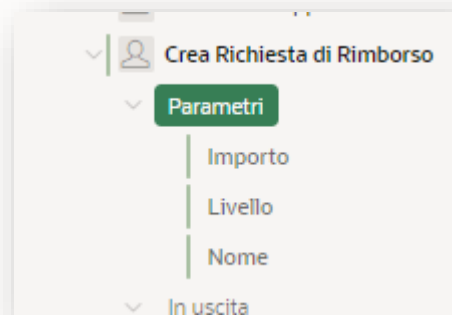 Crea Richiesta di Rimborso
Parametri
Importo
Livello
Nome
In uscita